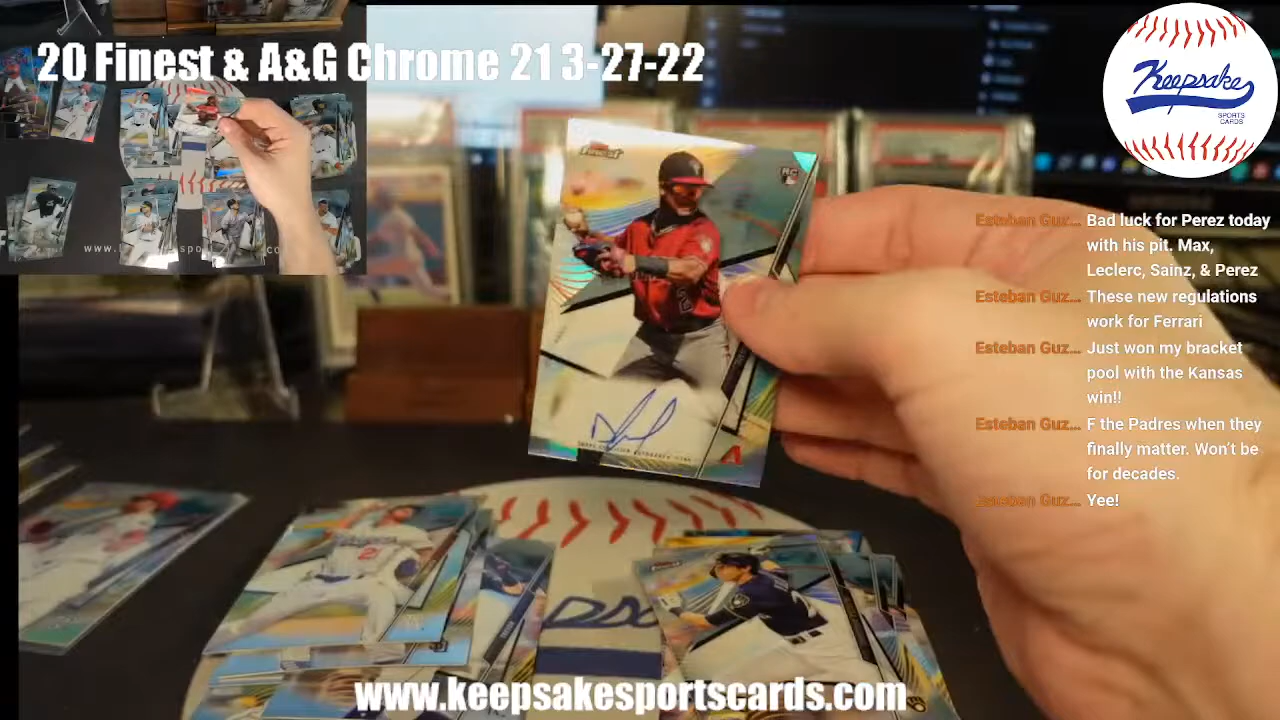 20 Finest & A&G Chrome 21 3-27-22
Keepsake
SPORTS
CARDS
Finest
RC
Esteban Guz... Bad luck for Perez today
with his pit. Max,
Leclerc, Sainz, & Perez
Esteban Guz... These new regulations
work for Ferrari
Esteban Guz... Just won my bracket
pool with the Kansas
win!!
Esteban Guz... F the Padres when they
finally matter. Won't be
for decades.
Esteban Guz... Yee!
www.keepsakesportscards.com